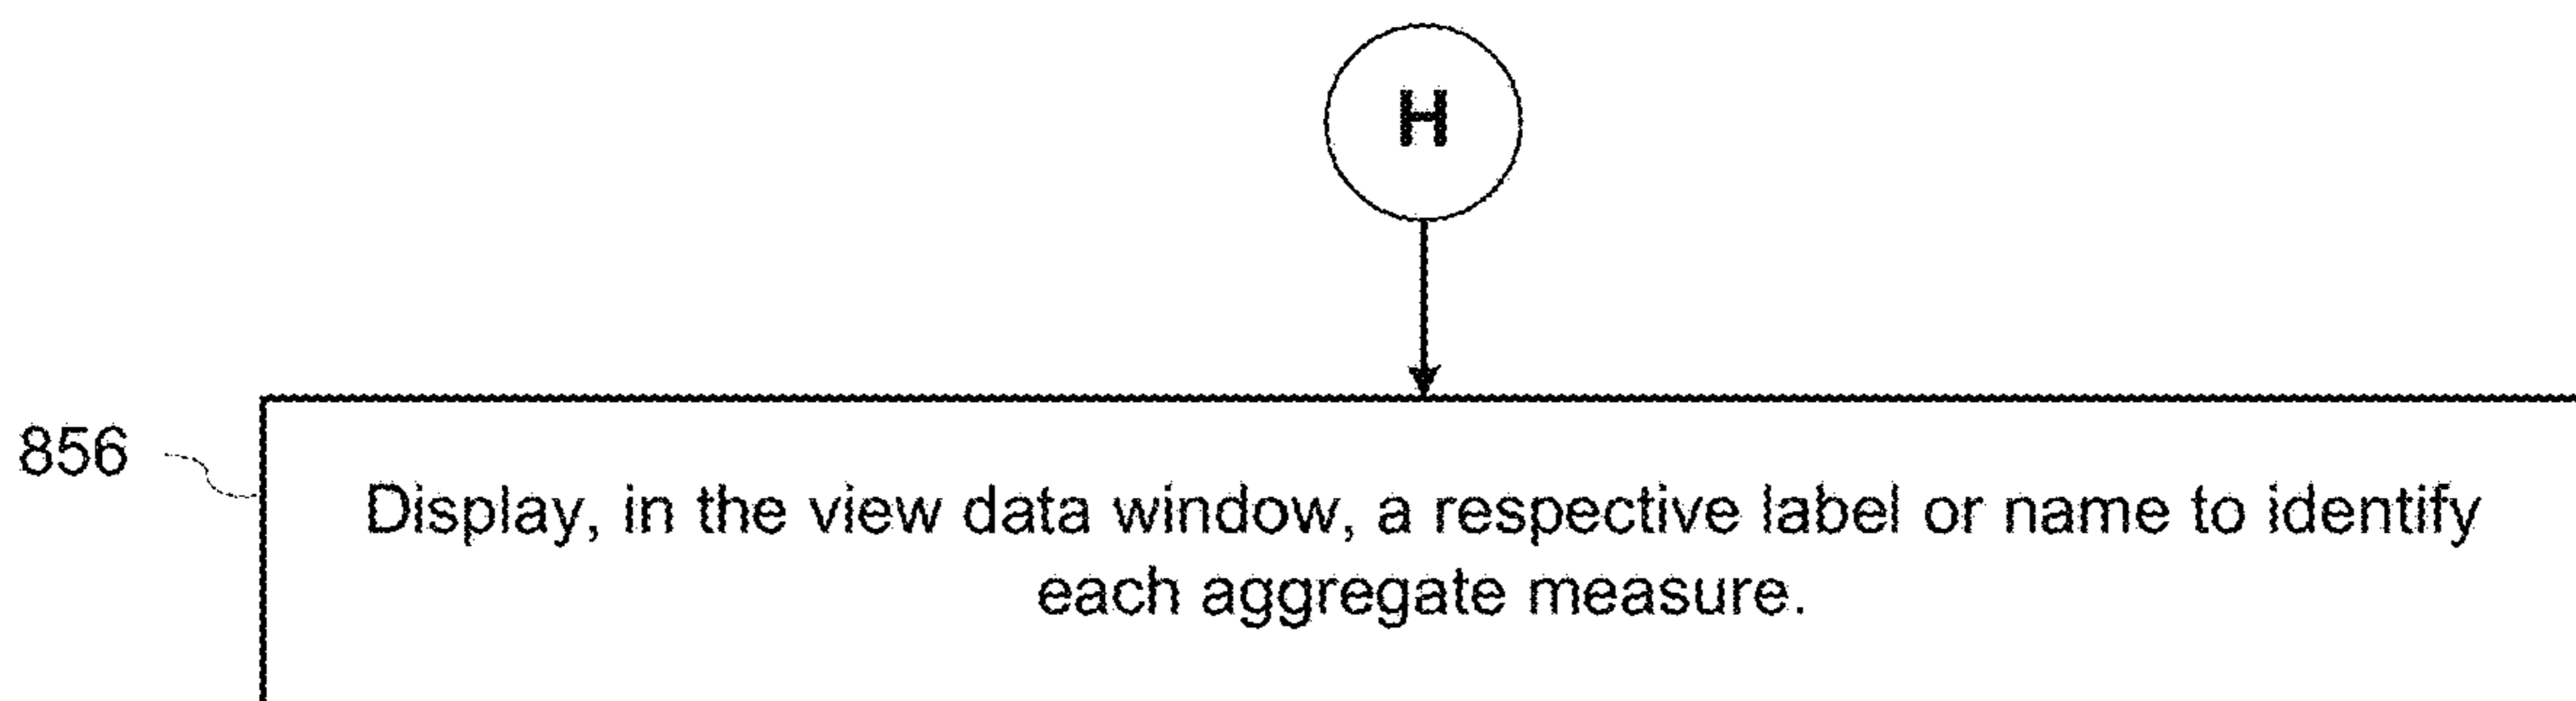 H
856
Display, in the view data window, a respective label or name to identify
each aggregate measure.